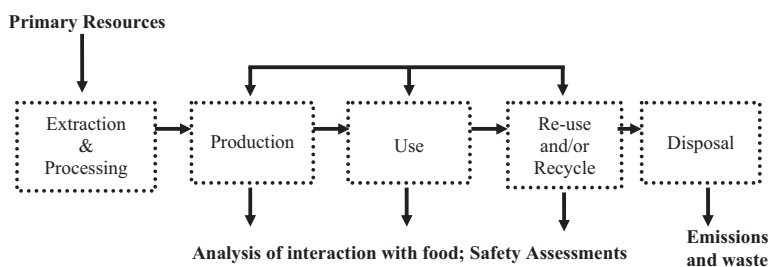 Primary Resources
Extraction
&
Processing
Production
Use
Re-use
and/or
Recycle
Disposal
Analysis of interaction with food; Safety Assessments
Emissions
and waste